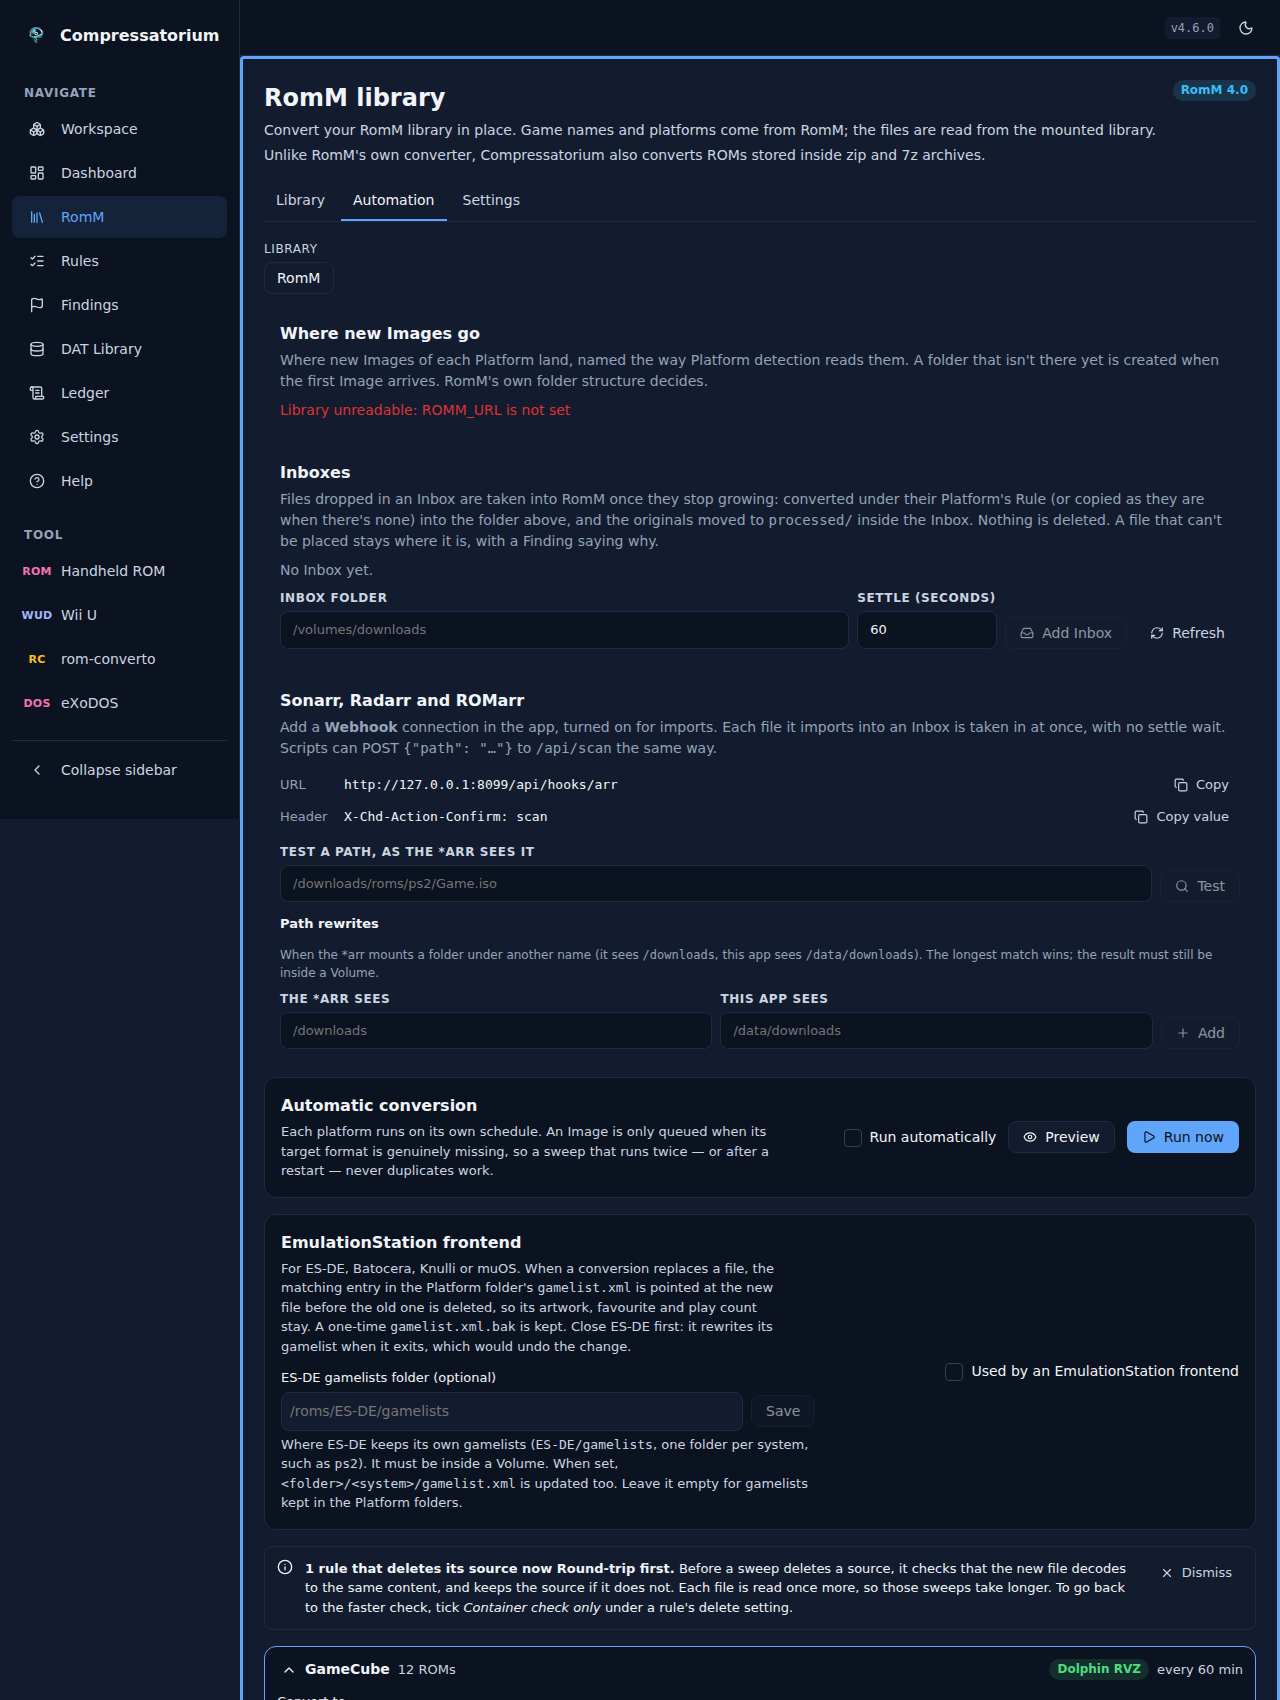 Compressatorium
v4.6.0
NAVIGATE
Workspace
Dashboard
RomM
Rules
Findings
DAT Library
Ledger
Settings
Help
TOOL
ROM Handheld ROM
WUD Wii U
RC rom-converto
DOS eXoDOS
Collapse sidebar
RomM library
RomM 4.0
Convert your RomM library in place. Game names and platforms come from RomM; the files are read from the mounted library.
Unlike RomM's own converter, Compressatorium also converts ROMs stored inside zip and 7z archives.
Library Automation Settings
LIBRARY
RomM
Where new Images go
Where new Images of each Platform land, named the way Platform detection reads them. A folder that isn't there yet is created when
the first Image arrives. RomM's own folder structure decides.
Library unreadable: ROMM_URL is not set
Inboxes
Files dropped in an Inbox are taken into RomM once they stop growing: converted under their Platform's Rule (or copied as they are
when there's none) into the folder above, and the originals moved to processed/ inside the Inbox. Nothing is deleted. A file that can't
be placed stays where it is, with a Finding saying why.
No Inbox yet.
INBOX FOLDER SETTLE (SECONDS)
/volumes/downloads 60 Add Inbox Refresh
Sonarr, Radarr and ROMarr
Add a Webhook connection in the app, turned on for imports. Each file it imports into an Inbox is taken in at once, with no settle wait.
Scripts can POST {"path": "…"} to /api/scan the same way.
URL http://127.0.0.1:8099/api/hooks/arr Copy
Header X-Chd-Action-Confirm: scan Copy value
TEST A PATH, AS THE *ARR SEES IT
/downloads/roms/ps2/Game.iso Test
Path rewrites
When the *arr mounts a folder under another name (it sees /downloads, this app sees /data/downloads). The longest match wins; the result must still be
inside a Volume.
THE *ARR SEES THIS APP SEES
/downloads /data/downloads Add
Automatic conversion
Each platform runs on its own schedule. An Image is only queued when its
target format is genuinely missing, so a sweep that runs twice — or after a
restart — never duplicates work.
Run automatically Preview Run now
EmulationStation frontend
For ES-DE, Batocera, Knulli or muOS. When a conversion replaces a file, the
matching entry in the Platform folder's gamelist.xml is pointed at the new
file before the old one is deleted, so its artwork, favourite and play count
stay. A one-time gamelist.xml.bak is kept. Close ES-DE first: it rewrites its
gamelist when it exits, which would undo the change.
Used by an EmulationStation frontend
ES-DE gamelists folder (optional)
/roms/ES-DE/gamelists Save
Where ES-DE keeps its own gamelists (ES-DE/gamelists, one folder per system,
such as ps2). It must be inside a Volume. When set,
<folder>/<system>/gamelist.xml is updated too. Leave it empty for gamelists
kept in the Platform folders.
1 rule that deletes its source now Round-trip first. Before a sweep deletes a source, it checks that the new file decodes
to the same content, and keeps the source if it does not. Each file is read once more, so those sweeps take longer. To go back
to the faster check, tick Container check only under a rule's delete setting.
Dismiss
GameCube 12 ROMs Dolphin RVZ every 60 min
Convert to